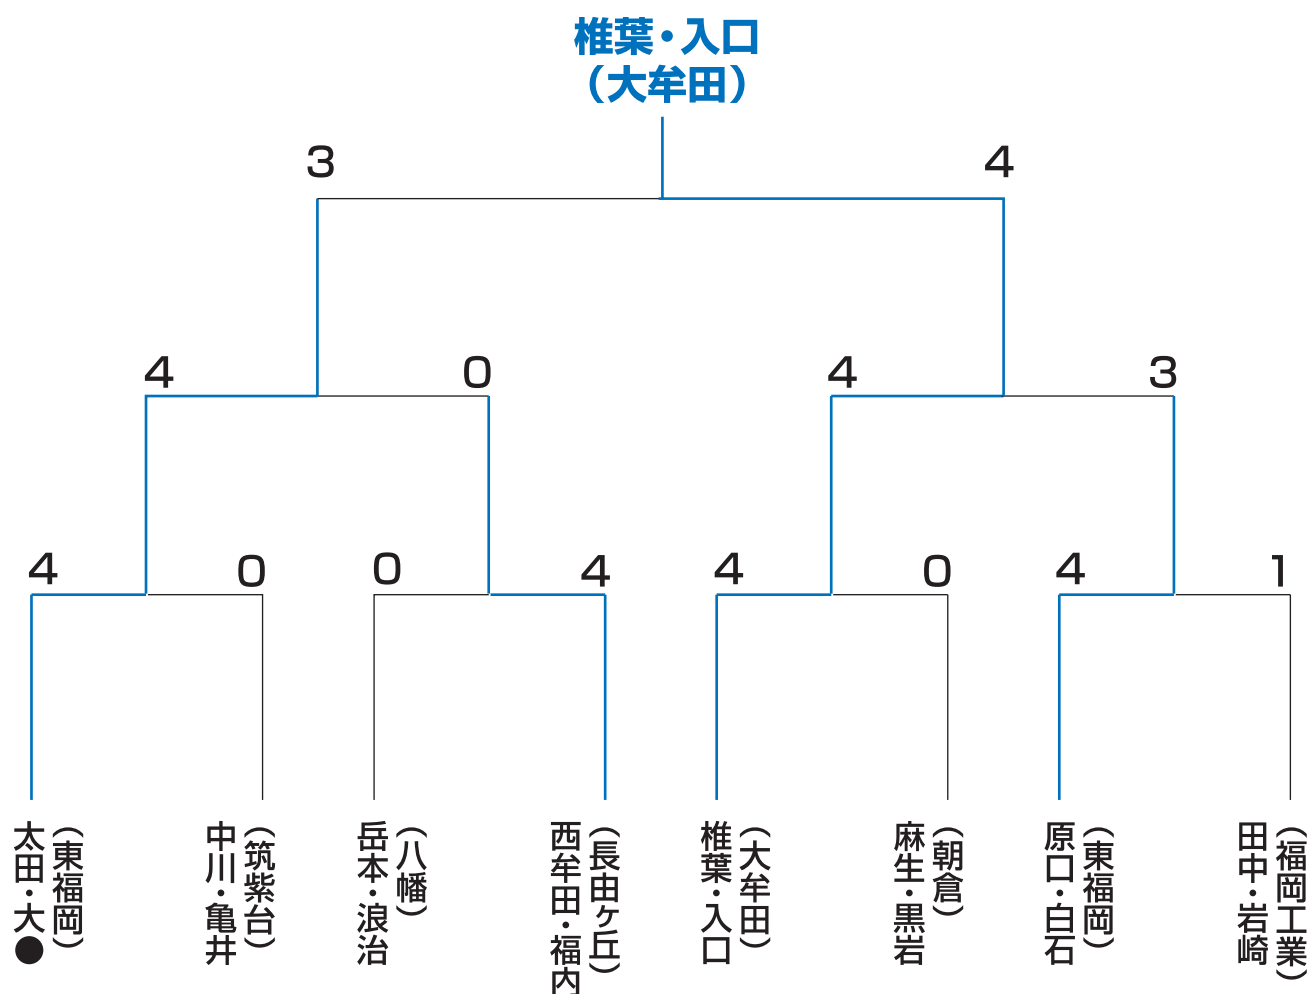 椎葉・入口
（大牟田）
3
4
4
0
4
3
4
0
0
4
4
0
4
1
太田・大●
（東福岡）
中川・亀井
（筑紫台）
岳本・浪治
（八幡）
西牟田・福内
（長由ヶ丘）
椎葉・入口
（大牟田）
麻生・黒岩
（朝倉）
原口・白石
（東福岡）
田中・岩崎
（福岡工業）